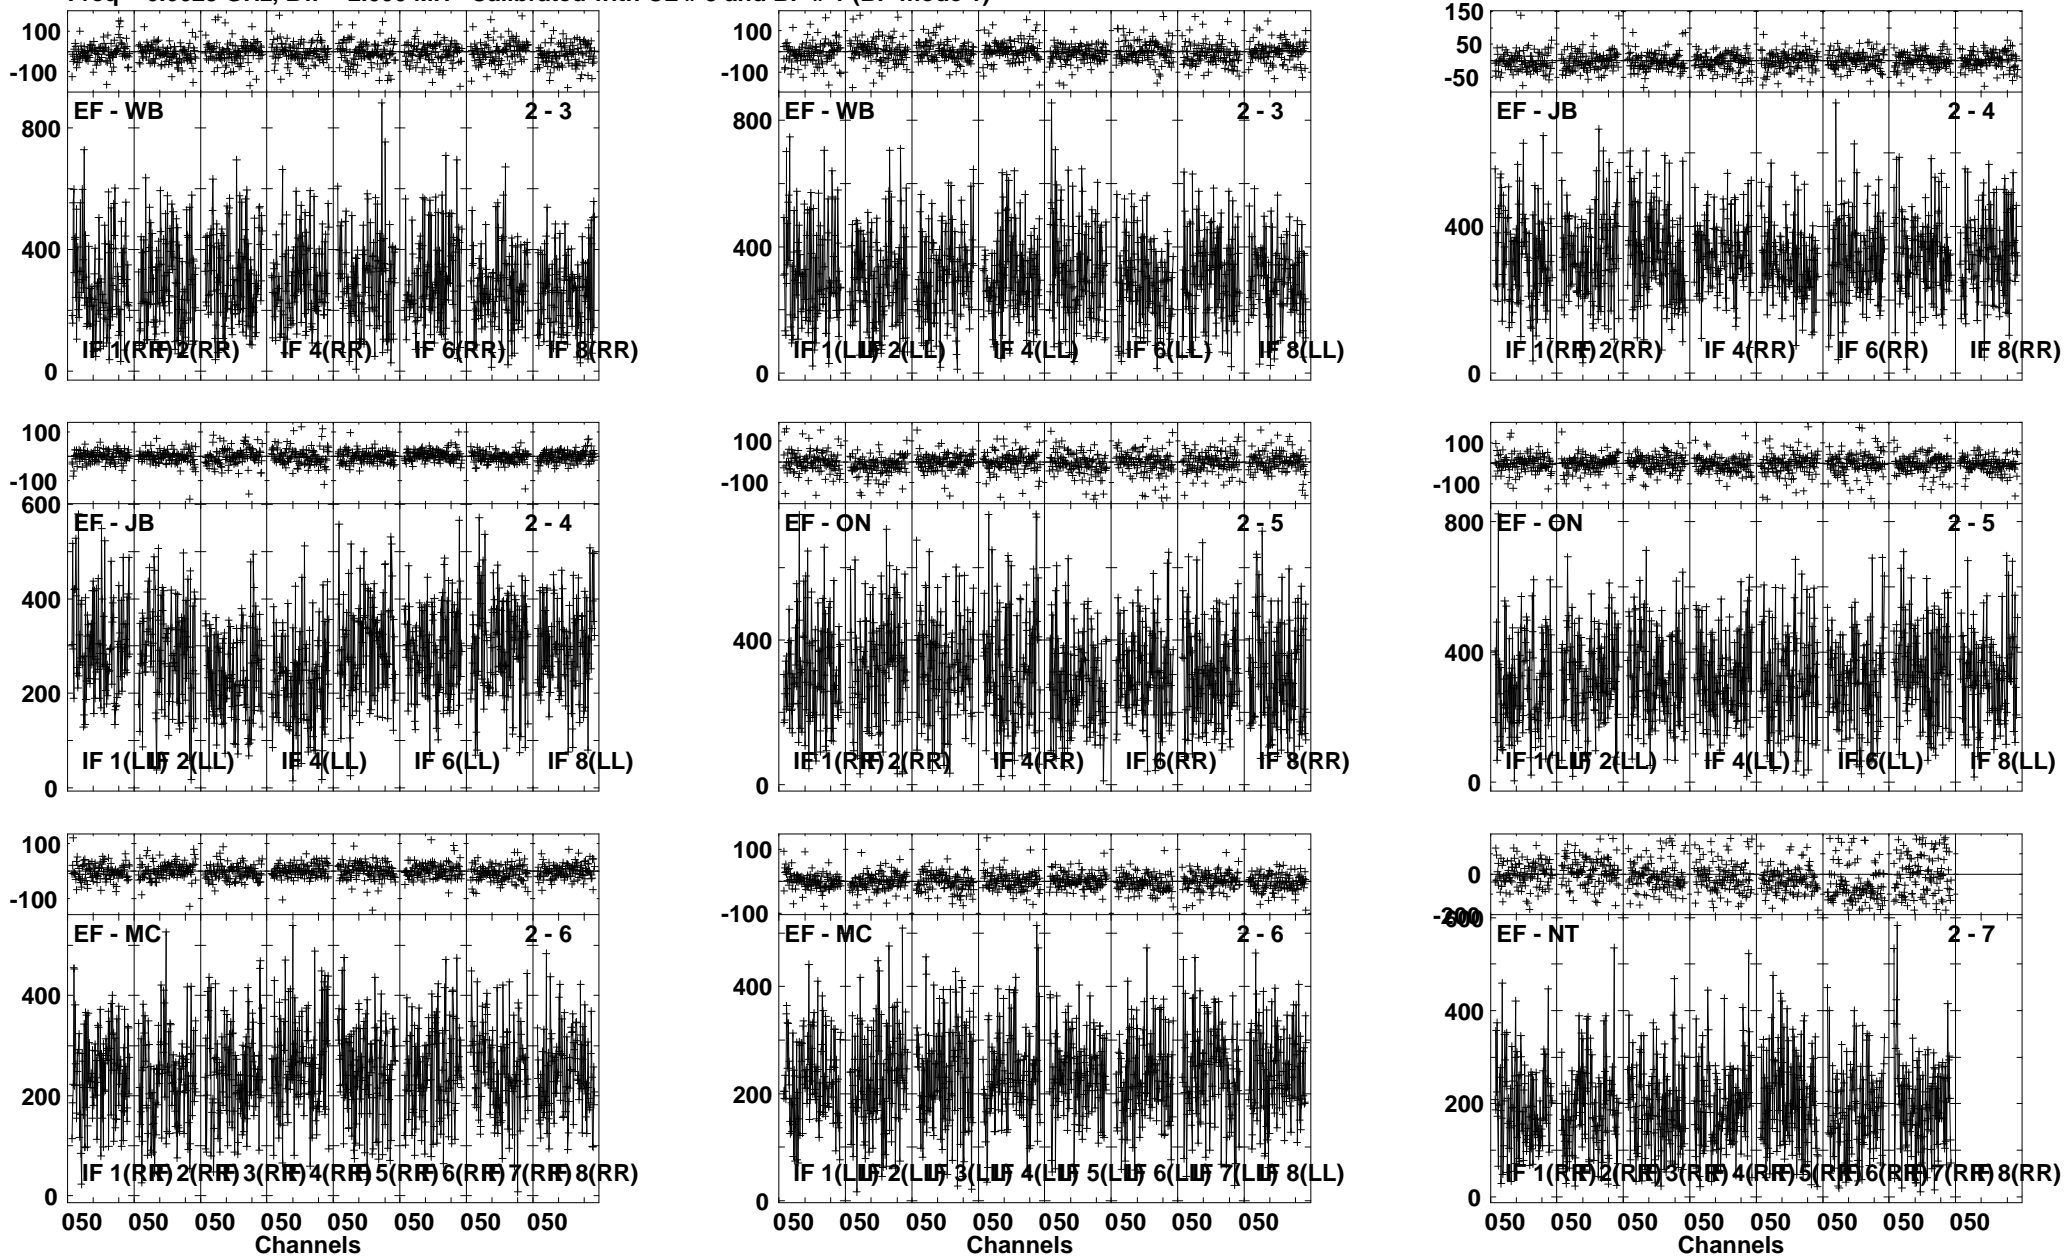 100 100 150
50
-100 -100 -50
EF - WB 2 - 3 EF - WB 2 - 3 EF - JB 2 - 4
800 800
400 400 400
IF 1(RR) IF 2(RR) IF 4(RR) IF 6(RR) IF 8(RR) IF 1(LL) IF 2(LL) IF 4(LL) IF 6(LL) IF 8(LL) IF 1(RR) IF 2(RR) IF 4(RR) IF 6(RR) IF 8(RR)
0 0 0
100 100 100
-100 -100 -100
600
EF - JB 2 - 4 EF - ON 2 - 5 EF - ON 2 - 5
800
400 400 400
200
IF 1(LL) IF 2(LL) IF 4(LL) IF 6(LL) IF 8(LL) IF 1(RR) IF 2(RR) IF 4(RR) IF 6(RR) IF 8(RR) IF 1(LL) IF 2(LL) IF 4(LL) IF 6(LL) IF 8(LL)
0 0 0
100 100 0
-100 -100 -200
600
EF - MC 2 - 6 EF - MC 2 - 6 EF - NT 2 - 7
400 400 400
200 200 200
IF 1(RR) IF 2(RR) IF 3(RR) IF 4(RR) IF 5(RR) IF 6(RR) IF 7(RR) IF 8(RR) IF 1(LL) IF 2(LL) IF 3(LL) IF 4(LL) IF 5(LL) IF 6(LL) IF 7(LL) IF 8(LL) IF 1(RR) IF 2(RR) IF 3(RR) IF 4(RR) IF 5(RR) IF 6(RR) IF 7(RR) IF 8(RR)
0 0 0
050 050 050 050 050 050 050 050 050 050 050 050 050 050 050 050 050 050 050 050 050 050 050 050
Channels Channels Channels